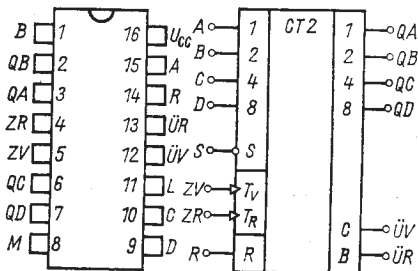 B 1 16 UCC
QB 2 15 A
QA 3 14 R
ZR 4 13 ÜR
ZV 5 12 ÜV
QC 6 11 L
QD 7 10 C
M 8 9 D
A 1 CT2 1 QA
B 2 2 QB
C 4 4 QC
D 8 8 QD
S S
ZV TV
ZR TR
C ÜV
R R B ÜR